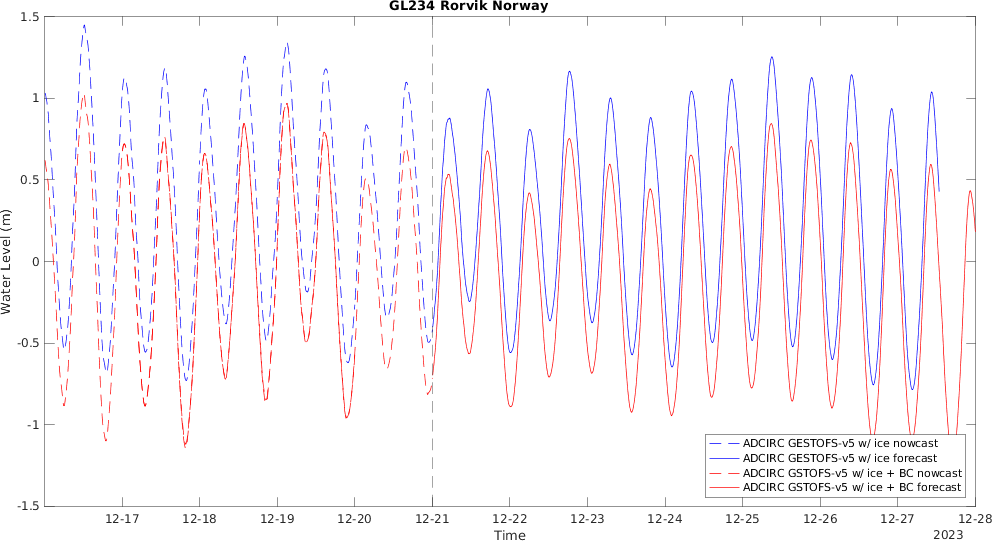 GL234 Rorvik Norway
1.5
1
0.5
0
-0.5
-1
-1.5
Water Level (m)
12-17 12-18 12-19 12-20 12-21 12-22 12-23 12-24 12-25 12-26 12-27 12-28
Time
2023
ADCIRC GESTOFS-v5 w/ ice nowcast
ADCIRC GESTOFS-v5 w/ ice forecast
ADCIRC GSTOFS-v5 w/ ice + BC nowcast
ADCIRC GSTOFS-v5 w/ ice + BC forecast